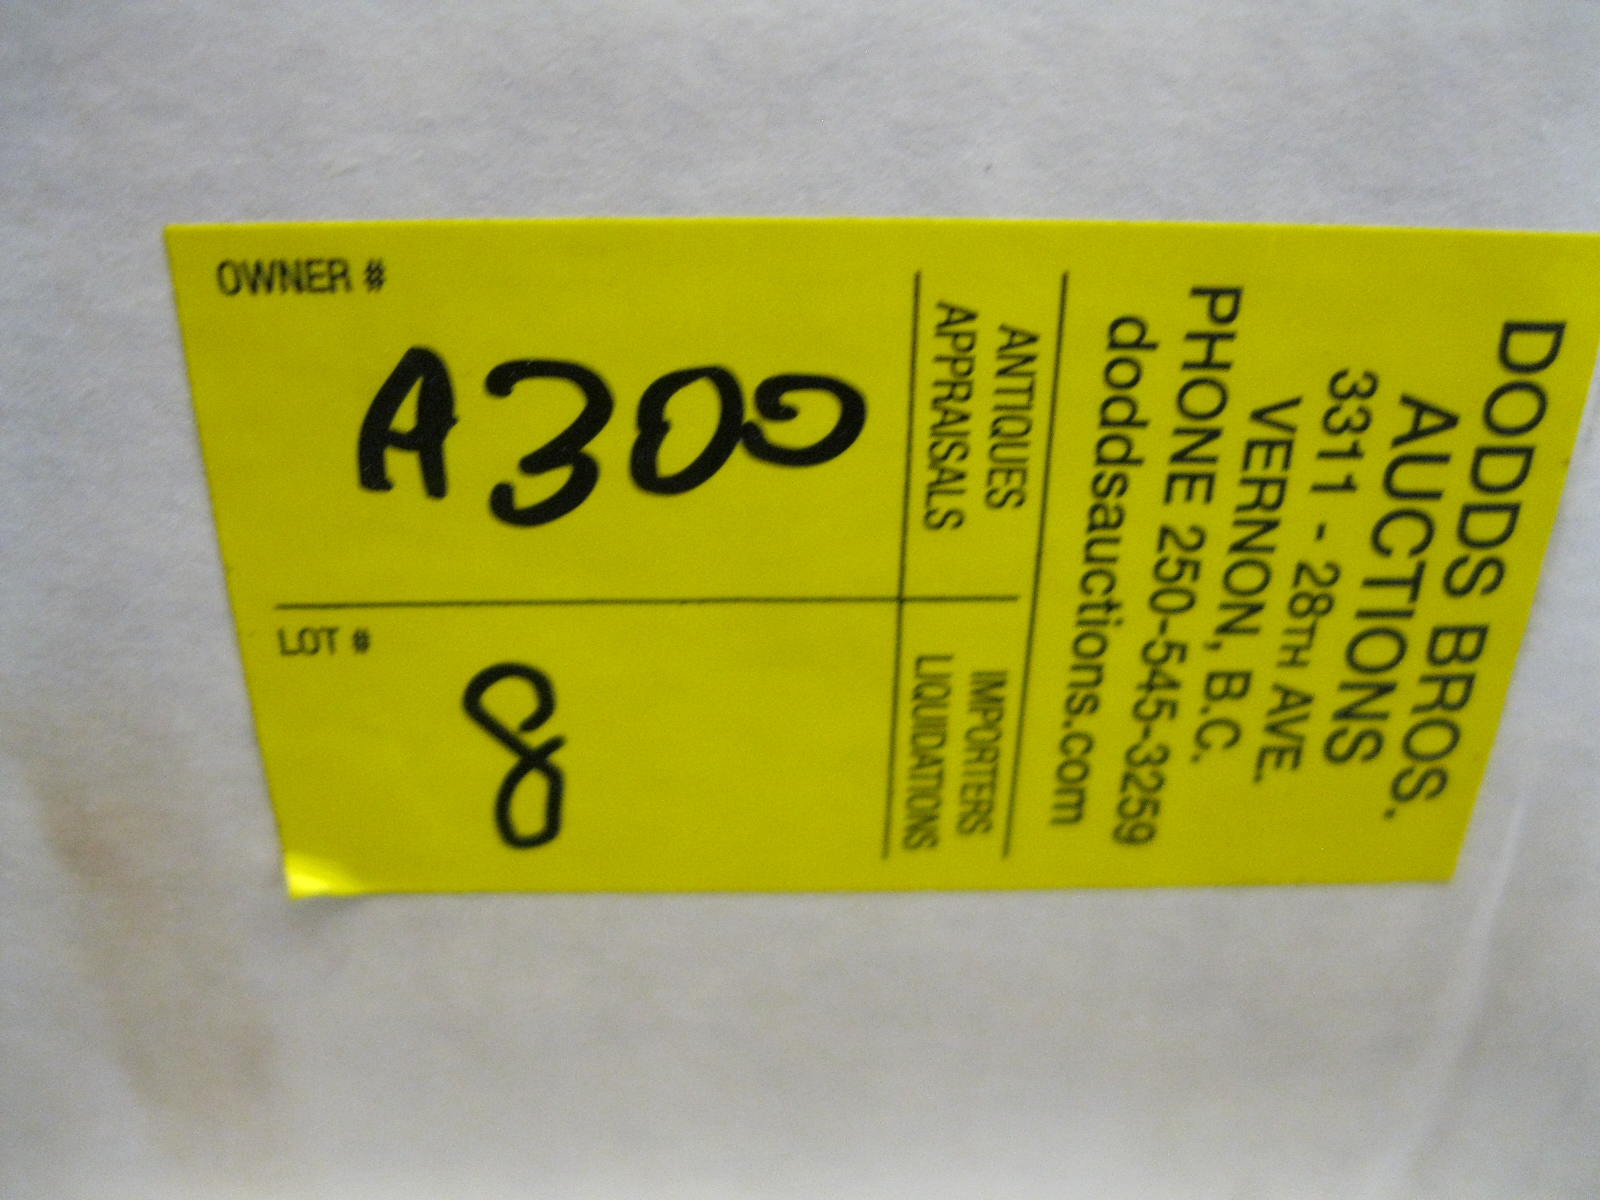 DODDS BROS.
AUCTIONS
3311 - 28TH AVE.
VERNON, B.C.
PHONE 250-545-3259
doddsauctions.com
ANTIQUES IMPORTERS
APPRAISALS LIQUIDATIONS
OWNER #
A300
LOT #
8